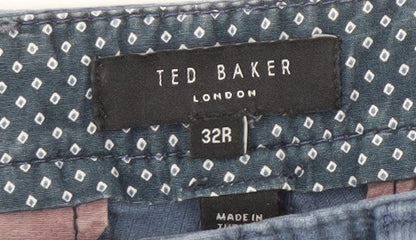 TED BAKER
LONDON
32R
MADE IN